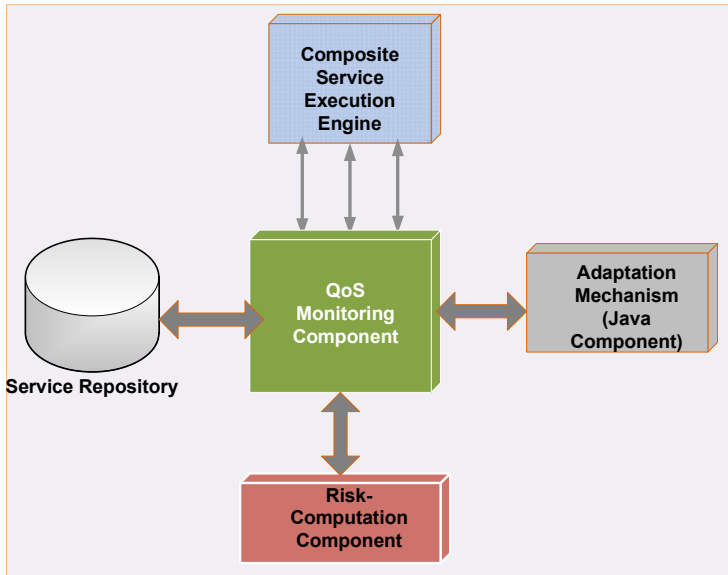 Composite
Service
Execution
Engine
QoS
Monitoring
Component
Adaptation
Mechanism
(Java
Component)
Service Repository
Risk-
Computation
Component